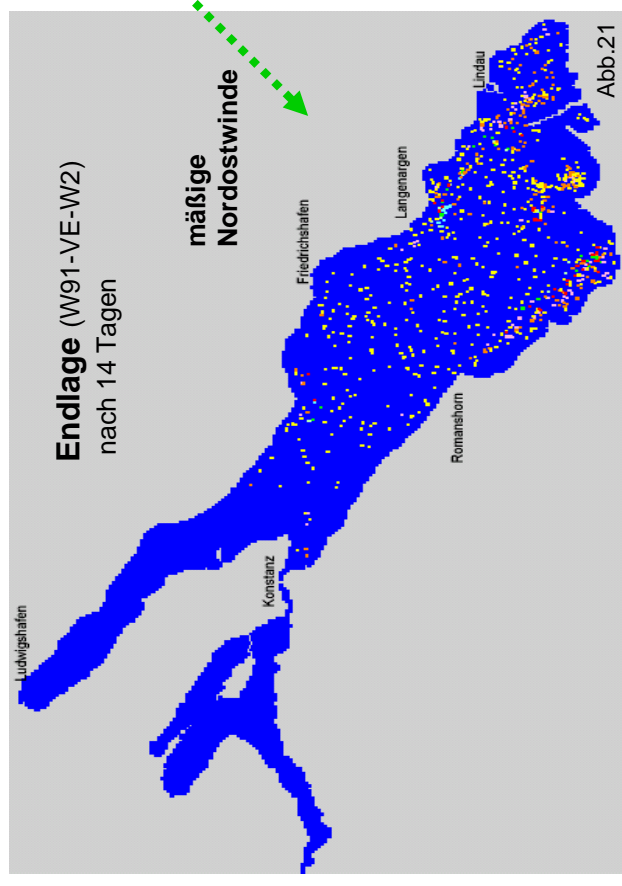 Endlage (W91-VE-W2)
nach 14 Tagen
mäßige
Nordostwinde
Ludwigshafen
Konstanz
Friedrichshafen
Langenargen
Lindau
Romanshorn
Abb.21